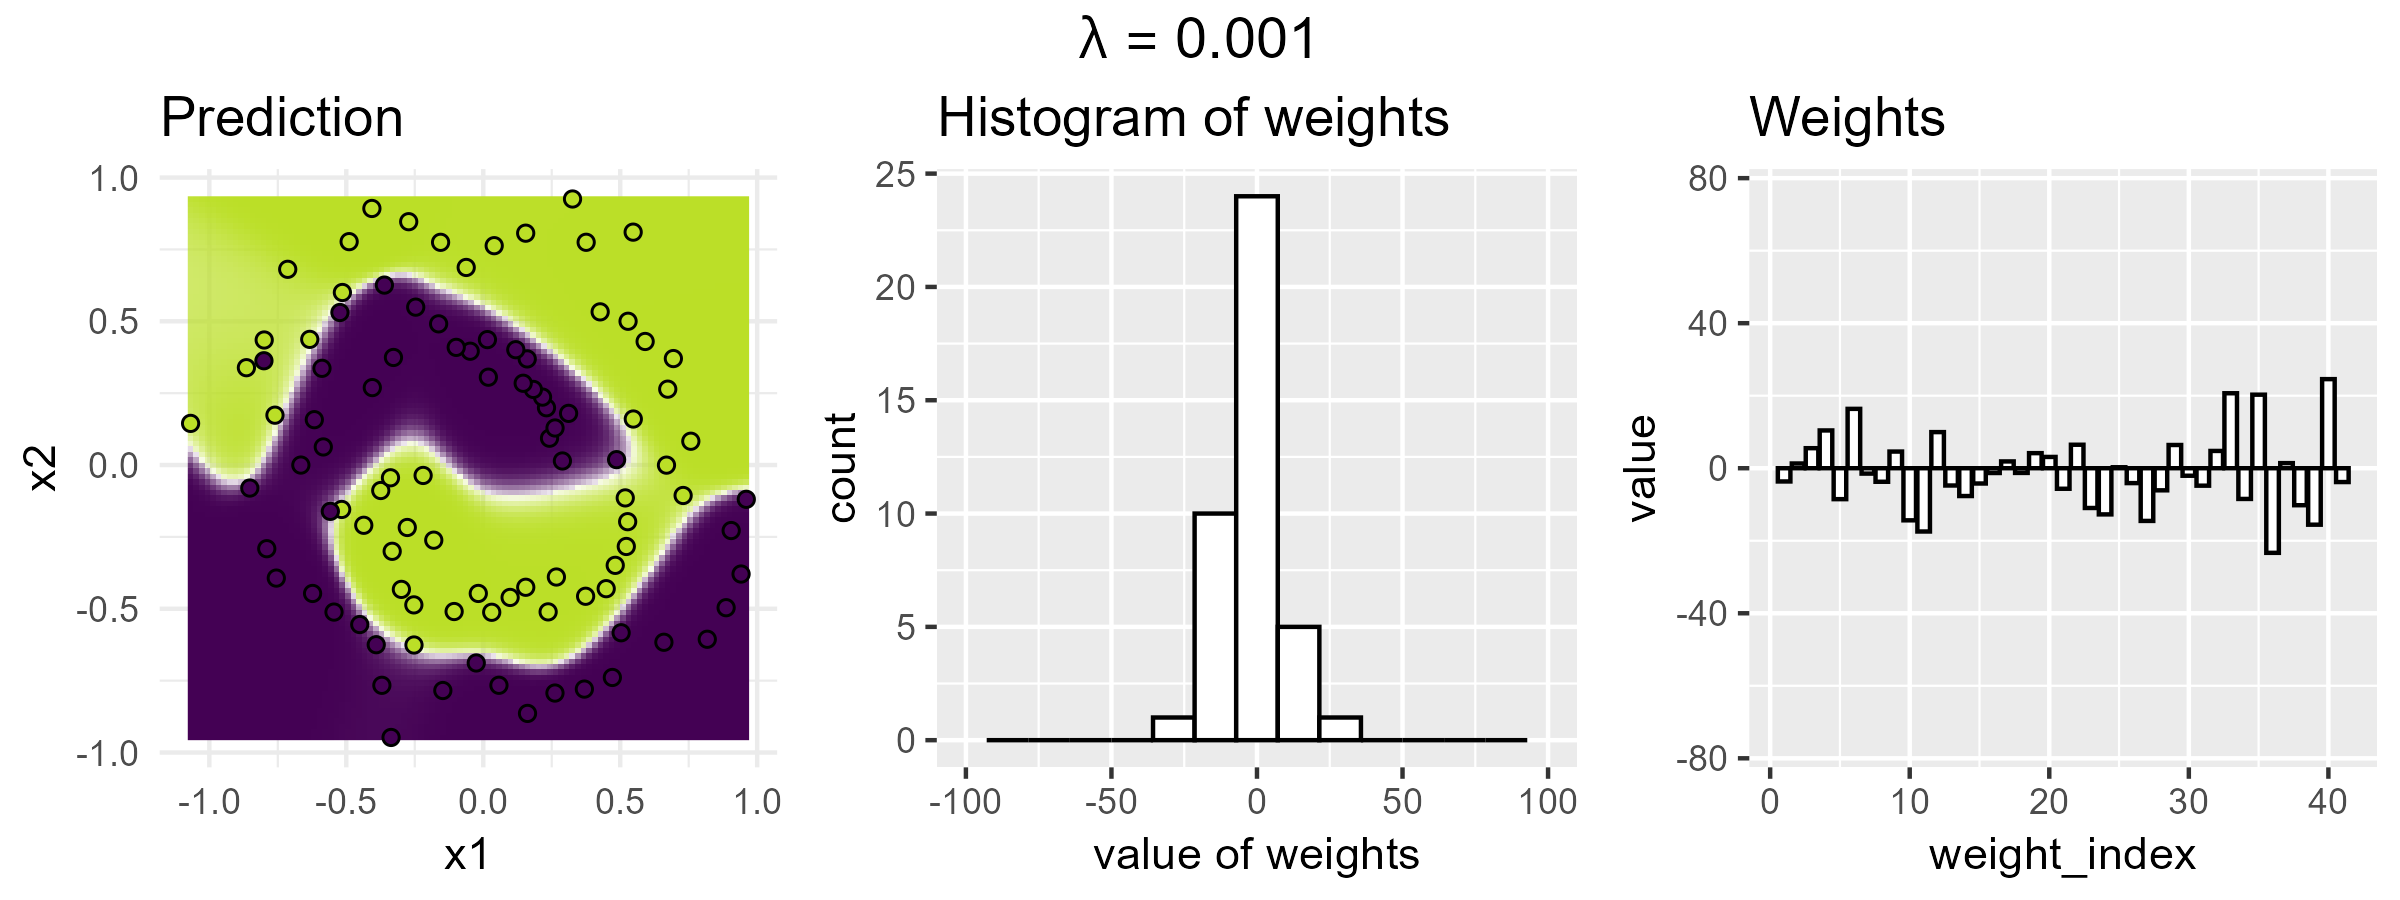 λ = 0.001
Prediction
1.0
0.5
0.0
-0.5
-1.0
x2
-1.0 -0.5 0.0 0.5 1.0
x1
Histogram of weights
25
20
15
10
5
0
count
-100 -50 0 50 100
value of weights
Weights
80
40
0
-40
-80
value
0 10 20 30 40
weight_index